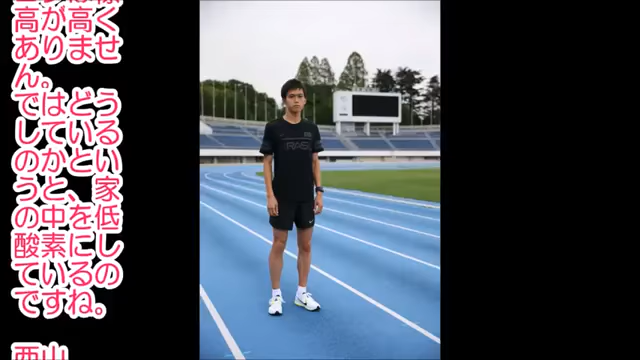 高が高く
ありませ
ん。
ではどう
している
のかとい
うと、家
の中を低
酸素にし
ているの
ですね。
西山